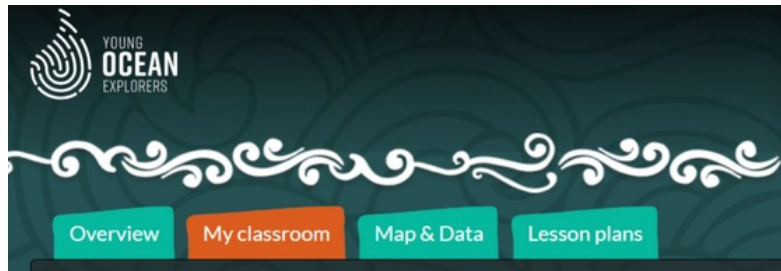 YOUNG
OCEAN
EXPLORERS
Overview My classroom Map & Data Lesson plans